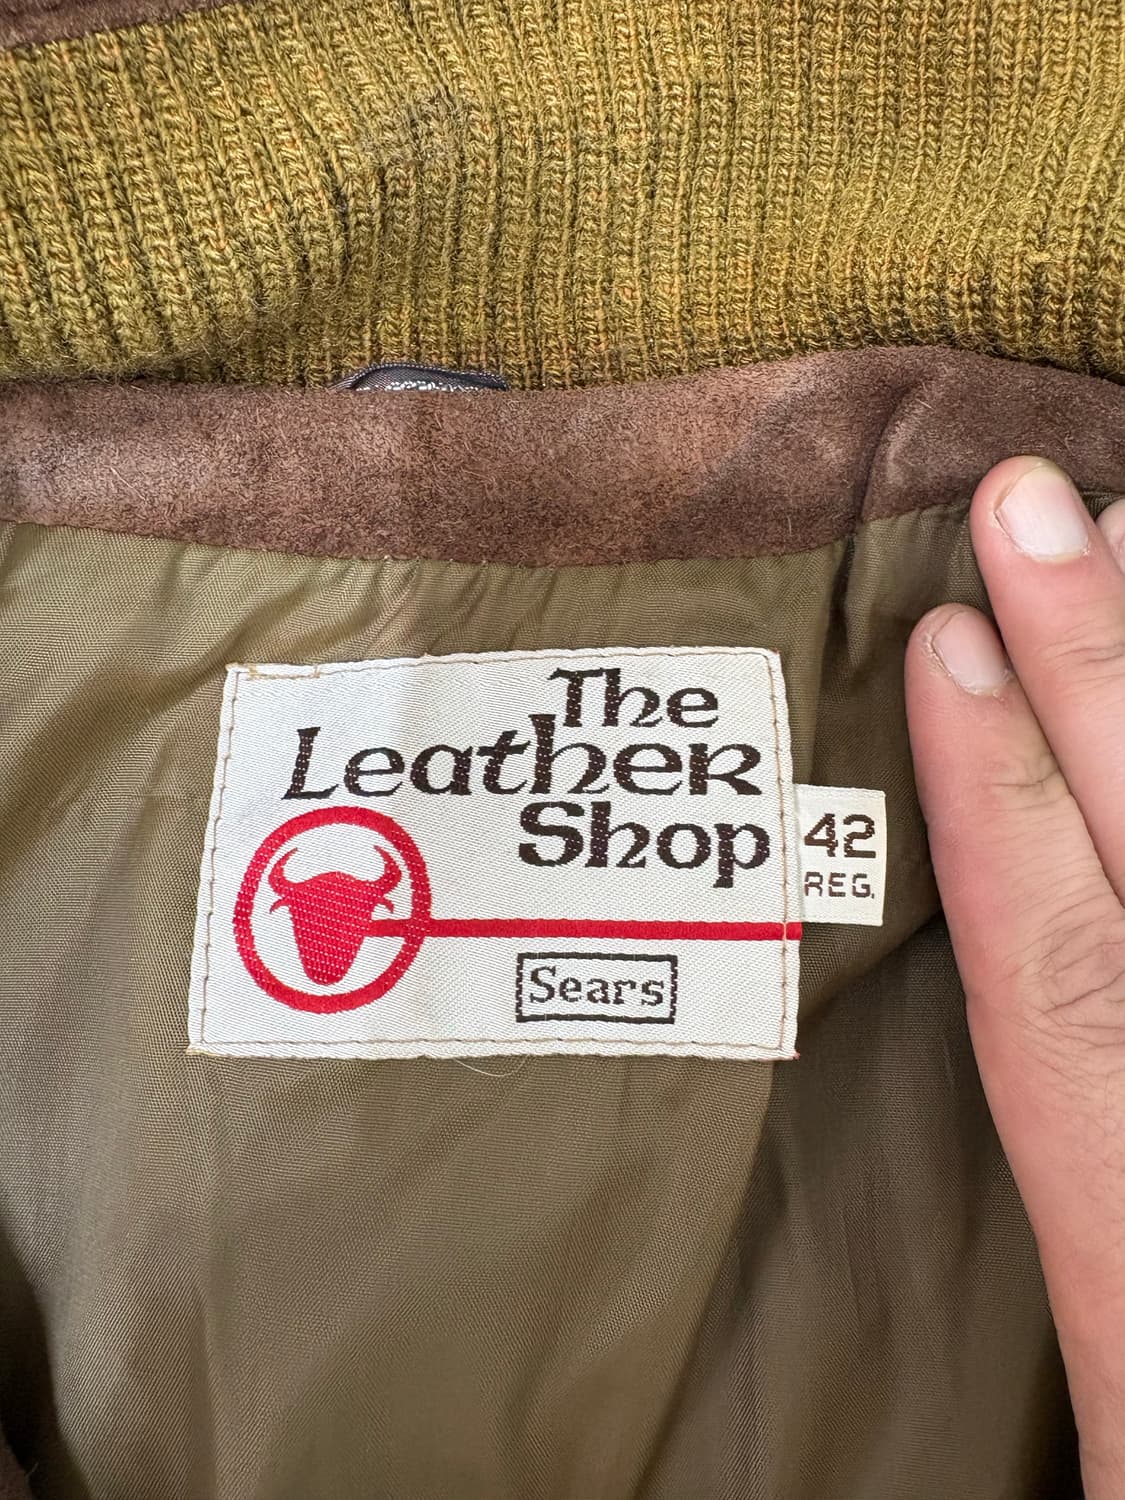 The
Leather
Shop
42
REG.
Sears